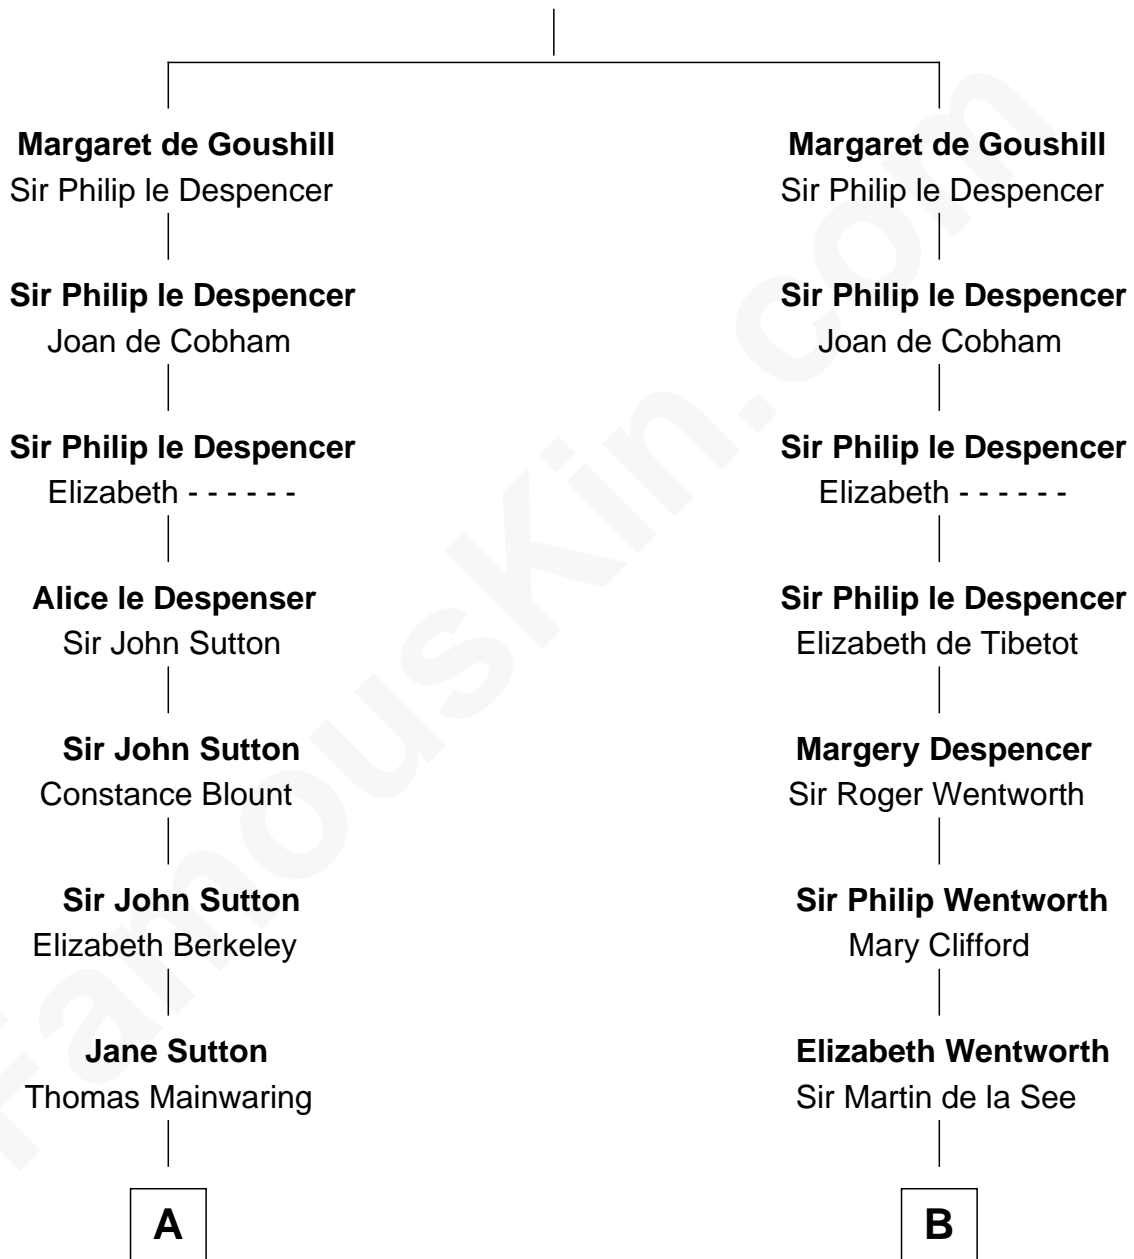 Margaret de Goushill
Sir Philip le Despencer
Sir Philip le Despencer
Joan de Cobham
Sir Philip le Despencer
Elizabeth - - - - - -
Alice le Despenser
Sir John Sutton
Sir John Sutton
Constance Blount
Sir John Sutton
Elizabeth Berkeley
Jane Sutton
Thomas Mainwaring
A
Margaret de Goushill
Sir Philip le Despencer
Sir Philip le Despencer
Joan de Cobham
Sir Philip le Despencer
Elizabeth - - - - - -
Sir Philip le Despencer
Elizabeth de Tibetot
Margery Despencer
Sir Roger Wentworth
Sir Philip Wentworth
Mary Clifford
Elizabeth Wentworth
Sir Martin de la See
B
FamousKin.com